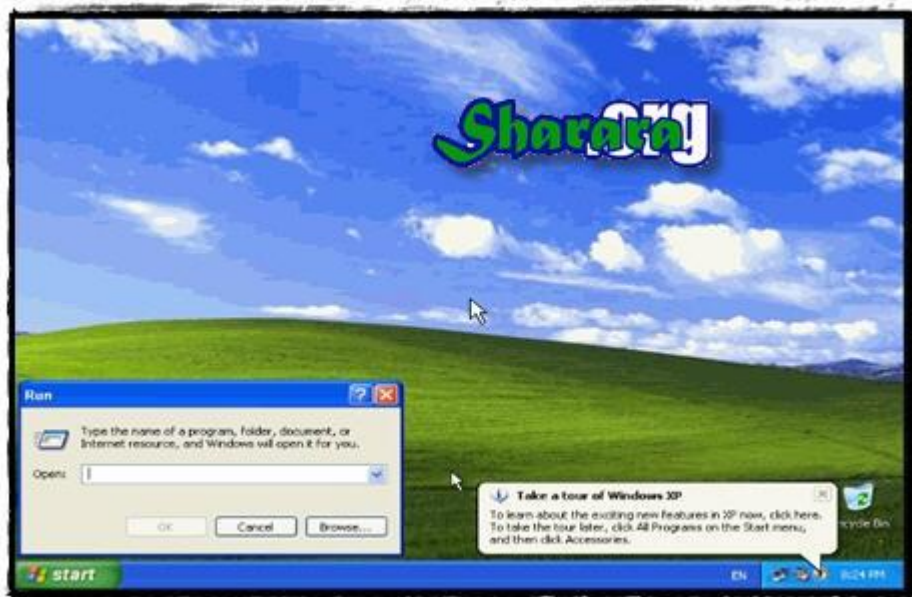 Sharara.org
Run
Type the name of a program, folder, document, or
Internet resource, and Windows will open it for you.
Open:
OK
Cancel
Browse...
Take a tour of Windows XP
To learn about the exciting new features in XP now, click here.
To take the tour later, click All Programs on the Start menu,
and then click Accessories.
ecycle Bin
start
EN
8:24 PM